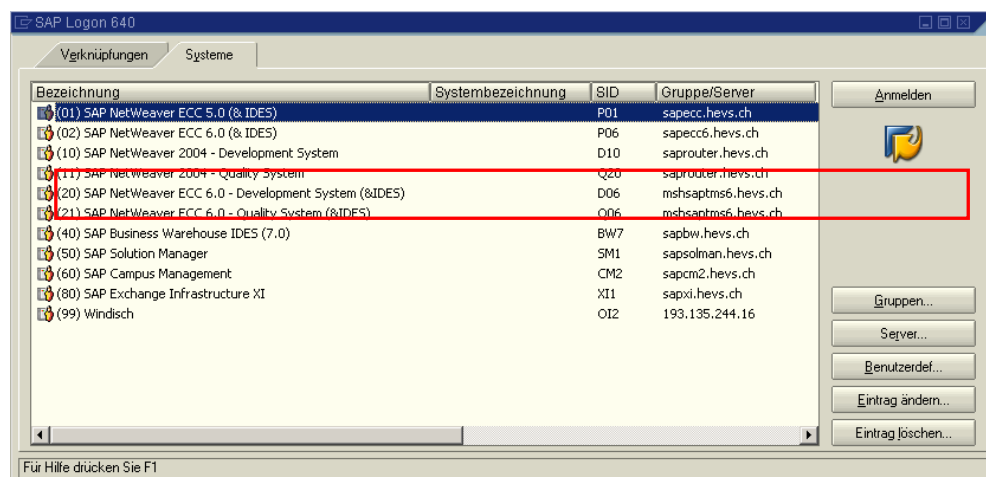 SAP Logon 640
Verknüpfungen Systeme
Bezeichnung Systembezeichnung SID Gruppe/Server
(01) SAP NetWeaver ECC 5.0 (& IDES) P01 sapecc.hevs.ch
(02) SAP NetWeaver ECC 6.0 (& IDES) P06 sapecc6.hevs.ch
(10) SAP NetWeaver 2004 - Development System D10 saprouter.hevs.ch
(11) SAP NetWeaver 2004 - Quality System Q20 saprouter.hevs.ch
(20) SAP NetWeaver ECC 6.0 - Development System (&IDES) D06 mshsaptms6.hevs.ch
(21) SAP NetWeaver ECC 6.0 - Quality System (&IDES) Q06 mshsaptms6.hevs.ch
(40) SAP Business Warehouse IDES (7.0) BW7 sapbw.hevs.ch
(50) SAP Solution Manager SM1 sapsolman.hevs.ch
(60) SAP Campus Management CM2 sapcm2.hevs.ch
(80) SAP Exchange Infrastructure XI XI1 sapxi.hevs.ch
(99) Windisch OI2 193.135.244.16
Anmelden
Gruppen...
Server...
Benutzerdef...
Eintrag ändern...
Eintrag löschen...
Für Hilfe drücken Sie F1